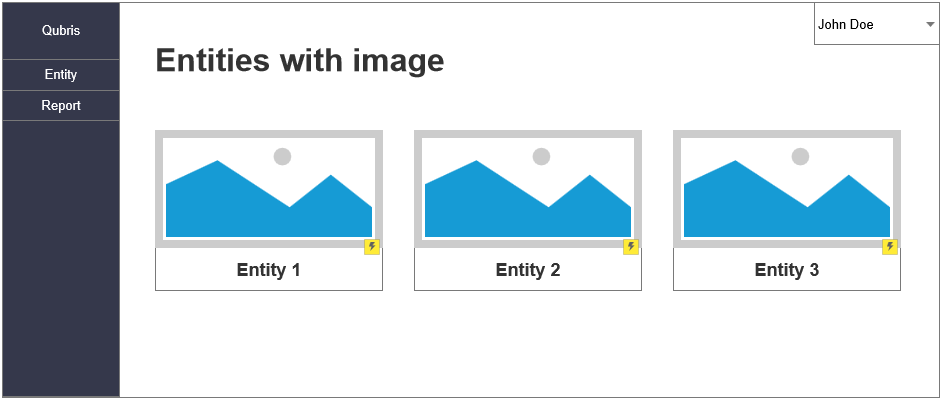 Qubris
Entity
Report
John Doe
Entities with image
Entity 1
Entity 2
Entity 3